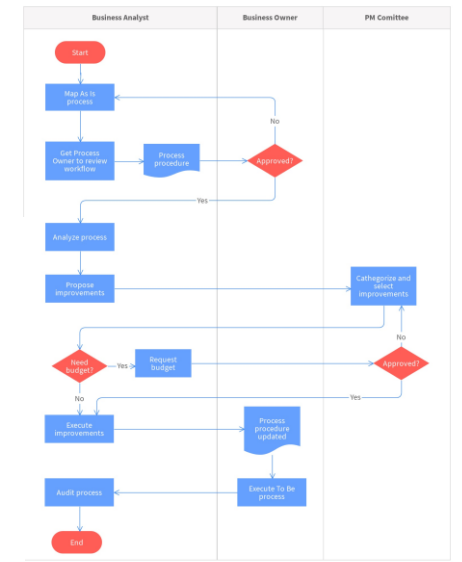 Business Analyst
Business Owner
PM Comittee
Start
Map As Is
process
No
Get Process
Owner to review
workflow
Process
procedure
Approved?
Yes
Analyze process
Propose
improvements
Cathegorize and
select
improvements
No
Need
budget?
Yes
Request
budget
Approved?
No
Yes
Execute
improvements
Process
procedure
updated
Audit process
Execute To Be
process
End